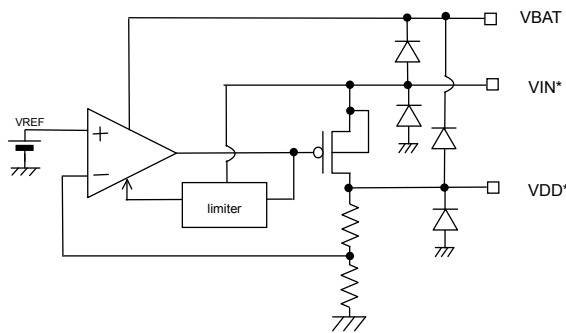 VBAT
VIN*
VREF
+
−
limiter
VDD*